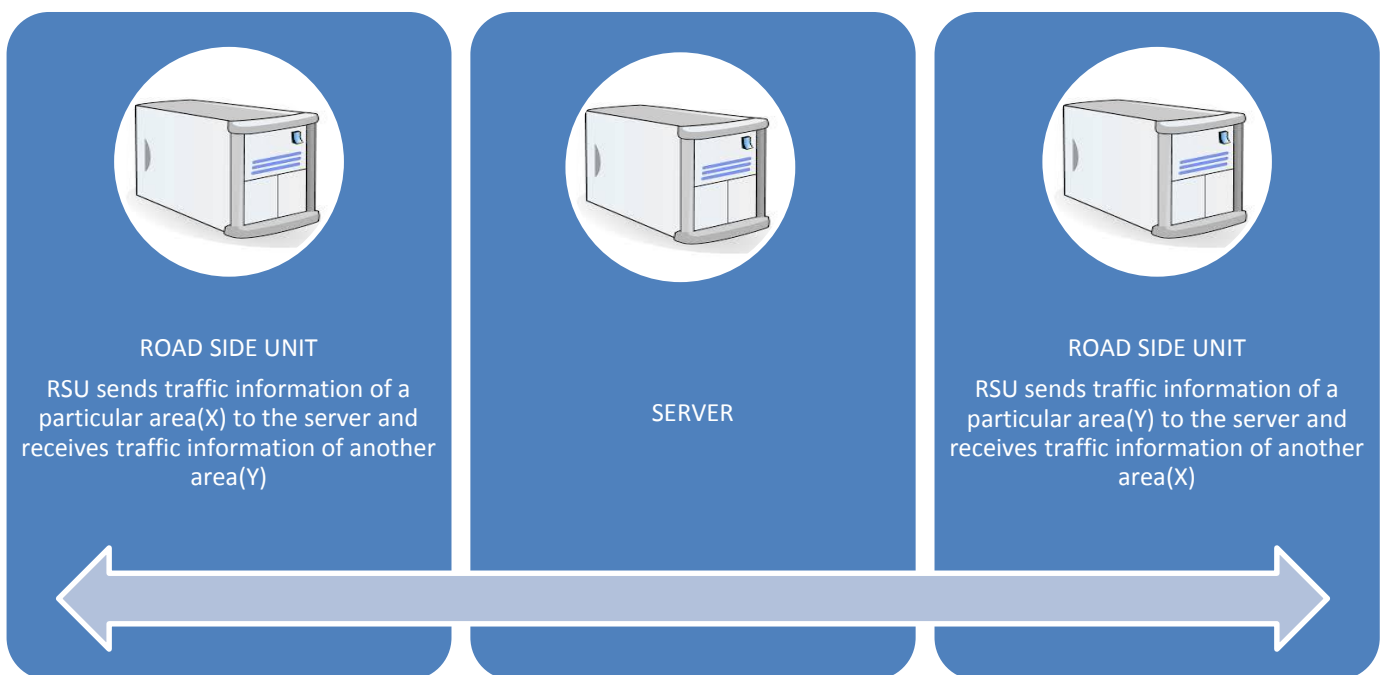 ROAD SIDE UNIT
RSU sends traffic information of a
particular area(X) to the server and
receives traffic information of another
area(Y)
SERVER
ROAD SIDE UNIT
RSU sends traffic information of a
particular area(Y) to the server and
receives traffic information of another
area(X)